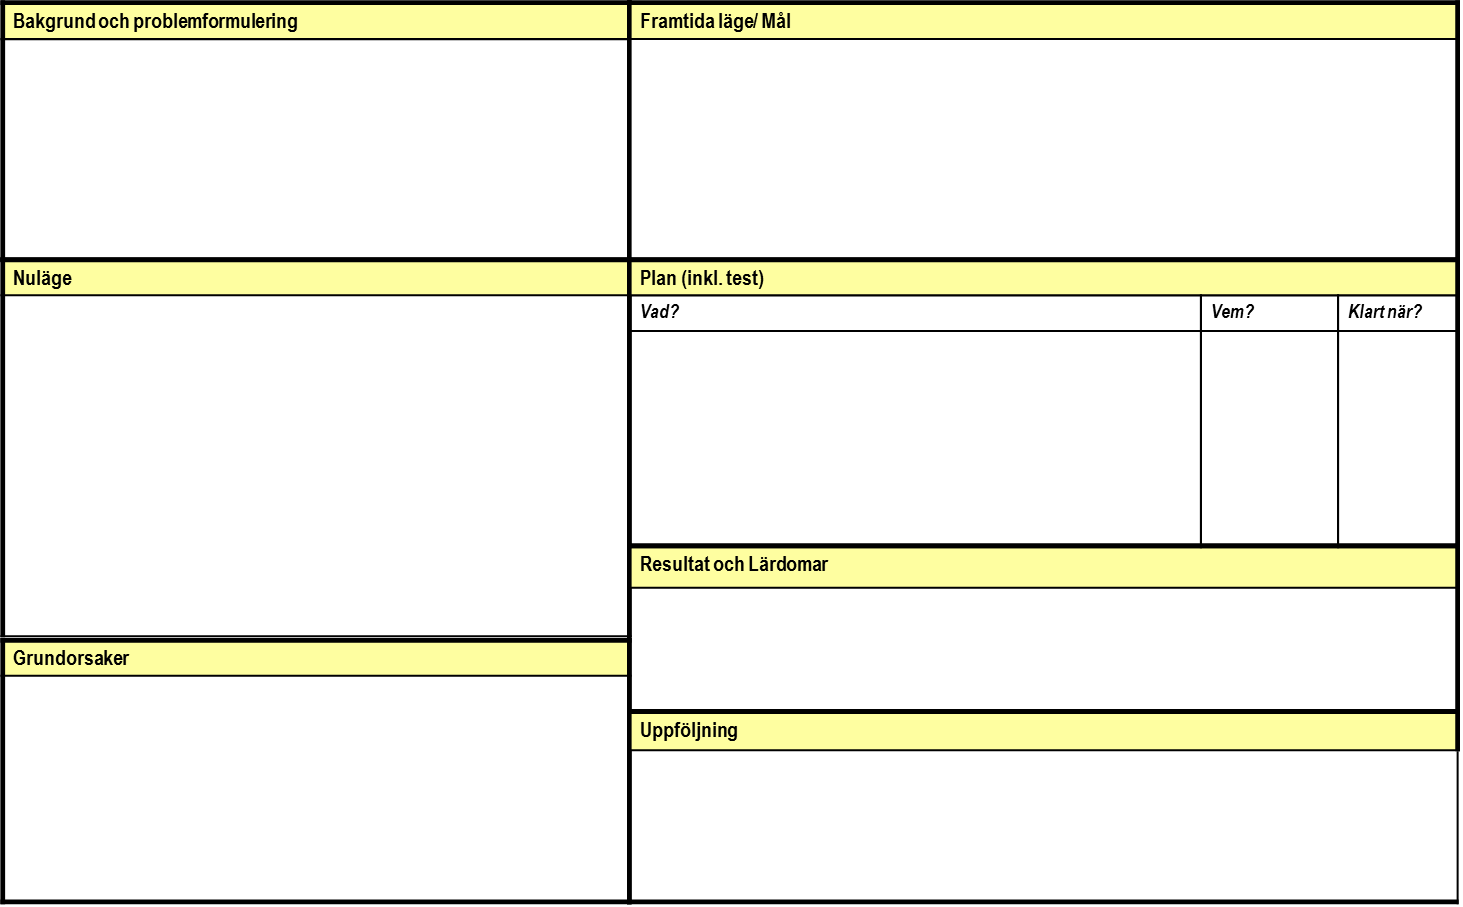 Bakgrund och problemformulering
Framtida läge/ Mål
Nuläge
Plan (inkl. test)
Vad?
Vem?
Klart när?
Resultat och Lärdomar
Grundorsaker
Uppföljning